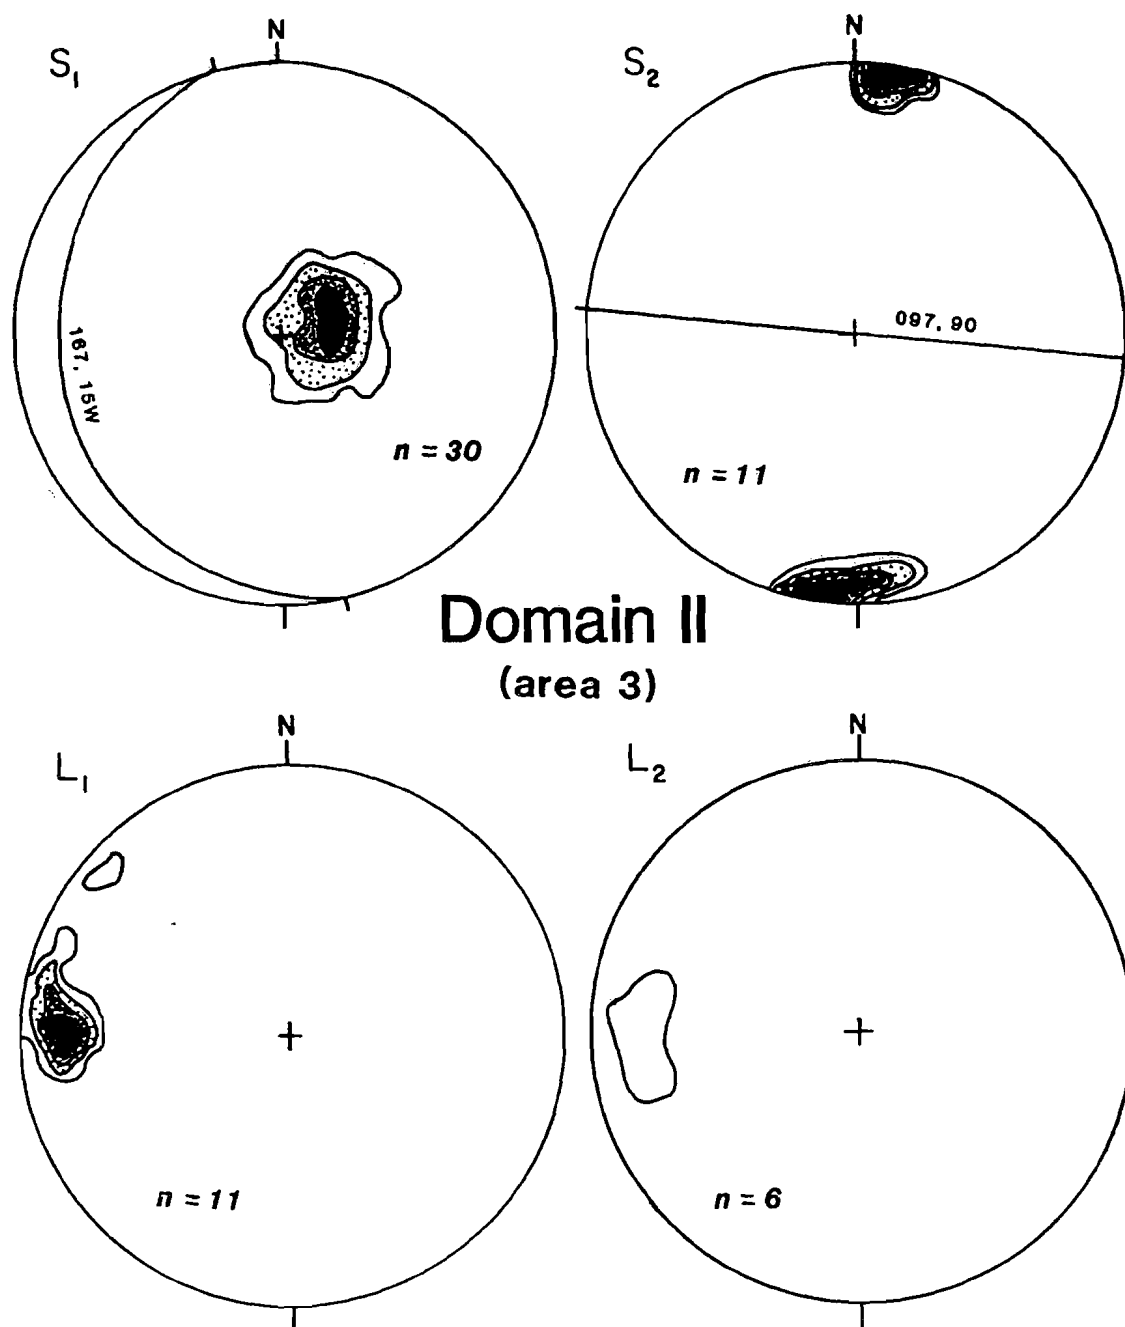 N
S₁
167, 15W
n = 30
N
S₂
097, 90
n = 11
Domain II
(area 3)
N
L₁
n = 11
N
L₂
n = 6